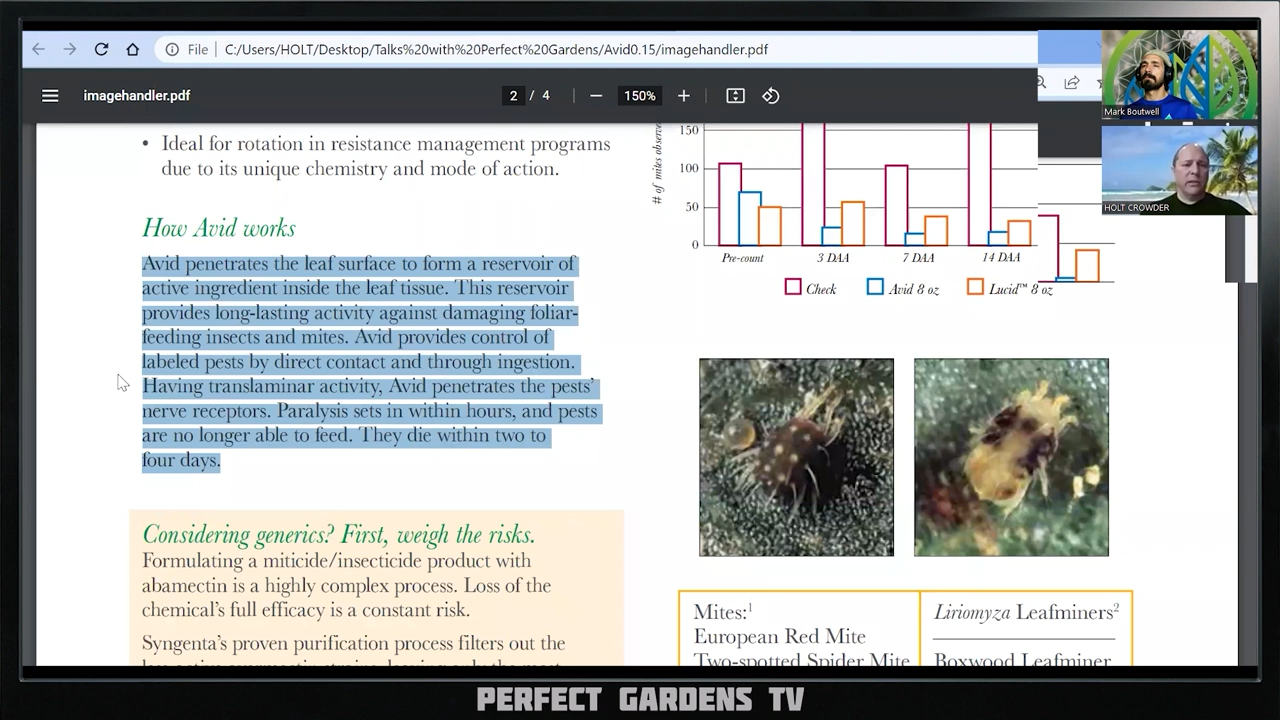 File
C:/Users/HOLT/Desktop/Talks%20with%20Perfect%20Gardens/Avid0.15/imagehandler.pdf
imagehandler.pdf
2 / 4
150%
Mark Boutwell
HOLT CROWDER
• Ideal for rotation in resistance management programs
due to its unique chemistry and mode of action.
How Avid works
Avid penetrates the leaf surface to form a reservoir of
active ingredient inside the leaf tissue. This reservoir
provides long-lasting activity against damaging foliar-
feeding insects and mites. Avid provides control of
labeled pests by direct contact and through ingestion.
Having translaminar activity, Avid penetrates the pests'
nerve receptors. Paralysis sets in within hours, and pests
are no longer able to feed. They die within two to
four days.
Considering generics? First, weigh the risks.
Formulating a miticide/insecticide product with
abamectin is a highly complex process. Loss of the
chemical's full efficacy is a constant risk.
Syngenta's proven purification process filters out the
# of mites
150
100
50
0
Pre-count
3 DAA
7 DAA
14 DAA
Check
Avid 8 oz
Lucid™ 8 oz
Mites:¹
European Red Mite
Two-spotted Spider Mite
Liriomyza Leafminers²
Boxwood Leafminer
PERFECT GARDENS TV